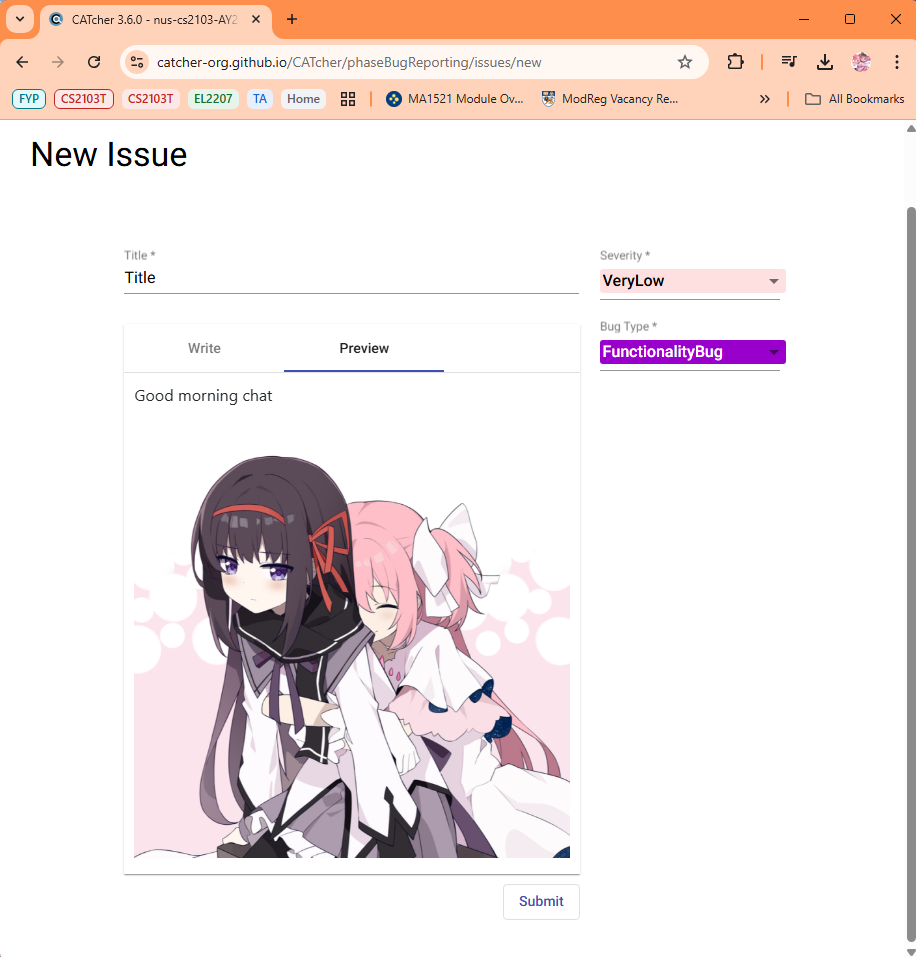 CATcher 3.6.0 - nus-cs2103-AY2
catcher-org.github.io/CATcher/phaseBugReporting/issues/new
FYP CS2103T CS2103T EL2207 TA Home MA1521 Module Ov... ModReg Vacancy Re... » All Bookmarks
New Issue
Title *
Title
Severity *
VeryLow
Bug Type *
FunctionalityBug
Write Preview
Good morning chat
Submit